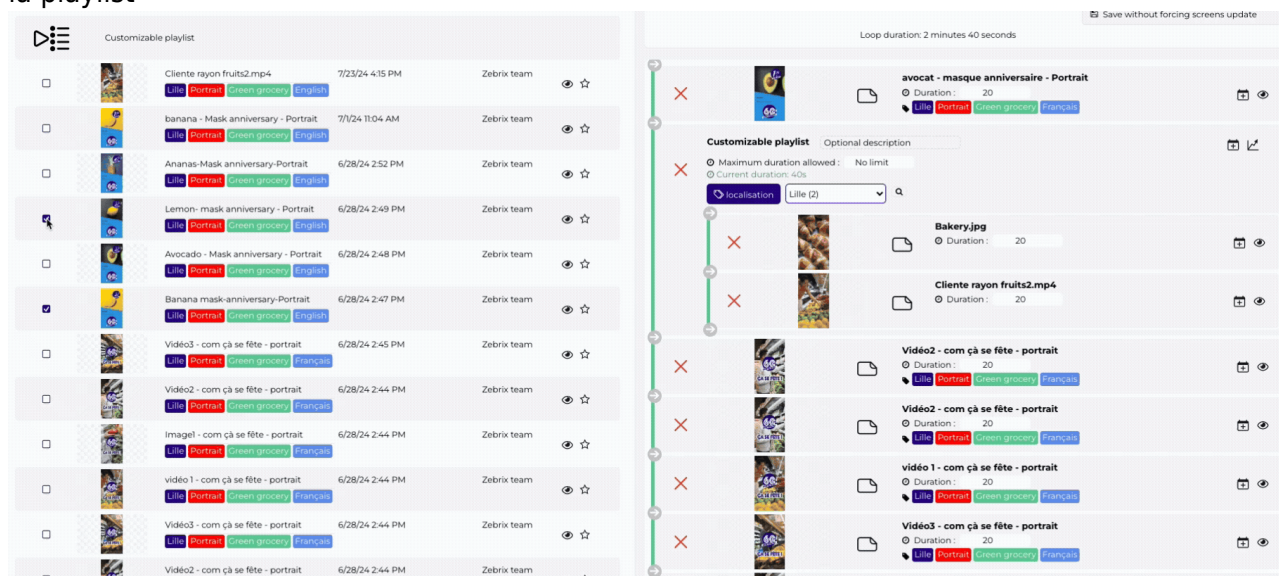 la playlist
Customizable playlist
Cliente rayon fruits2.mp4 7/23/24 4:15 PM Zebrix team
Lille Portrait Green grocery English
banana - Mask anniversary - Portrait 7/1/24 11:04 AM Zebrix team
Lille Portrait Green grocery English
Ananas-Mask anniversary-Portrait 6/28/24 2:52 PM Zebrix team
Lille Portrait Green grocery English
Lemon- mask anniversary - Portrait 6/28/24 2:49 PM Zebrix team
Lille Portrait Green grocery English
Avocado - Mask anniversary - Portrait 6/28/24 2:48 PM Zebrix team
Lille Portrait Green grocery English
Banana mask-anniversary-Portrait 6/28/24 2:47 PM Zebrix team
Lille Portrait Green grocery English
Vidéo3 - com çà se fête - portrait 6/28/24 2:45 PM Zebrix team
Lille Portrait Green grocery Français
Vidéo2 - com çà se fête - portrait 6/28/24 2:44 PM Zebrix team
Lille Portrait Green grocery Français
Image1 - com çà se fête - portrait 6/28/24 2:44 PM Zebrix team
Lille Portrait Green grocery Français
vidéo 1 - com çà se fête - portrait 6/28/24 2:44 PM Zebrix team
Lille Portrait Green grocery Français
Vidéo3 - com çà se fête - portrait 6/28/24 2:44 PM Zebrix team
Lille Portrait Green grocery Français
Vidéo2 - com çà se fête - portrait 6/28/24 2:44 PM Zebrix team
Save without forcing screens update
Loop duration: 2 minutes 40 seconds
avocat - masque anniversaire - Portrait
Duration : 20
Lille Portrait Green grocery Français
Customizable playlist Optional description
Maximum duration allowed : No limit
Current duration: 40s
localisation Lille (2)
Bakery.jpg
Duration : 20
Cliente rayon fruits2.mp4
Duration : 20
Vidéo2 - com çà se fête - portrait
Duration : 20
Lille Portrait Green grocery Français
Vidéo2 - com çà se fête - portrait
Duration : 20
Lille Portrait Green grocery Français
vidéo 1 - com çà se fête - portrait
Duration : 20
Lille Portrait Green grocery Français
Vidéo3 - com çà se fête - portrait
Duration : 20
Lille Portrait Green grocery Français